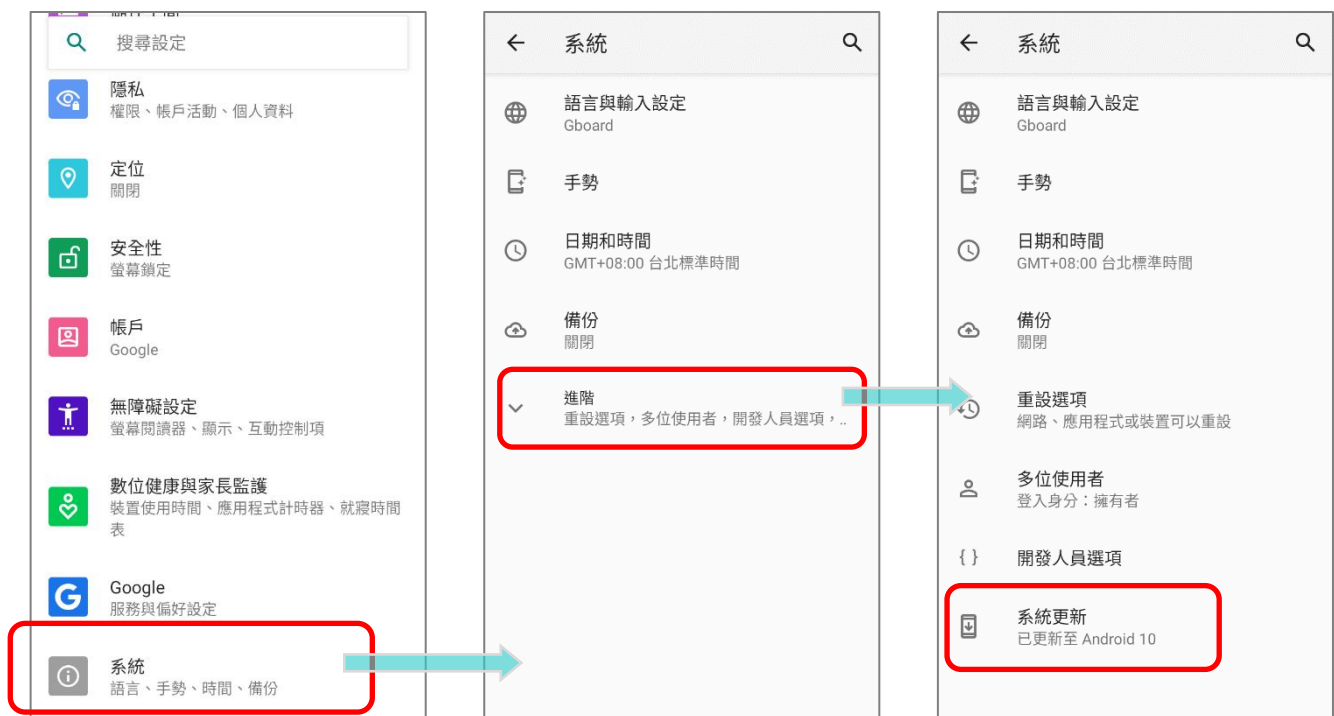 搜尋設定
隱私
權限、帳戶活動、個人資料
定位
關閉
安全性
螢幕鎖定
帳戶
Google
無障礙設定
螢幕閱讀器、顯示、互動控制項
數位健康與家長監護
裝置使用時間、應用程式計時器、就寢時間
表
Google
服務與偏好設定
系統
語言、手勢、時間、備份
系統
語言與輸入設定
Gboard
手勢
日期和時間
GMT+08:00 台北標準時間
備份
關閉
進階
重設選項，多位使用者，開發人員選項，..
系統
語言與輸入設定
Gboard
手勢
日期和時間
GMT+08:00 台北標準時間
備份
關閉
重設選項
網路、應用程式或裝置可以重設
多位使用者
登入身分：擁有者
開發人員選項
系統更新
已更新至 Android 10